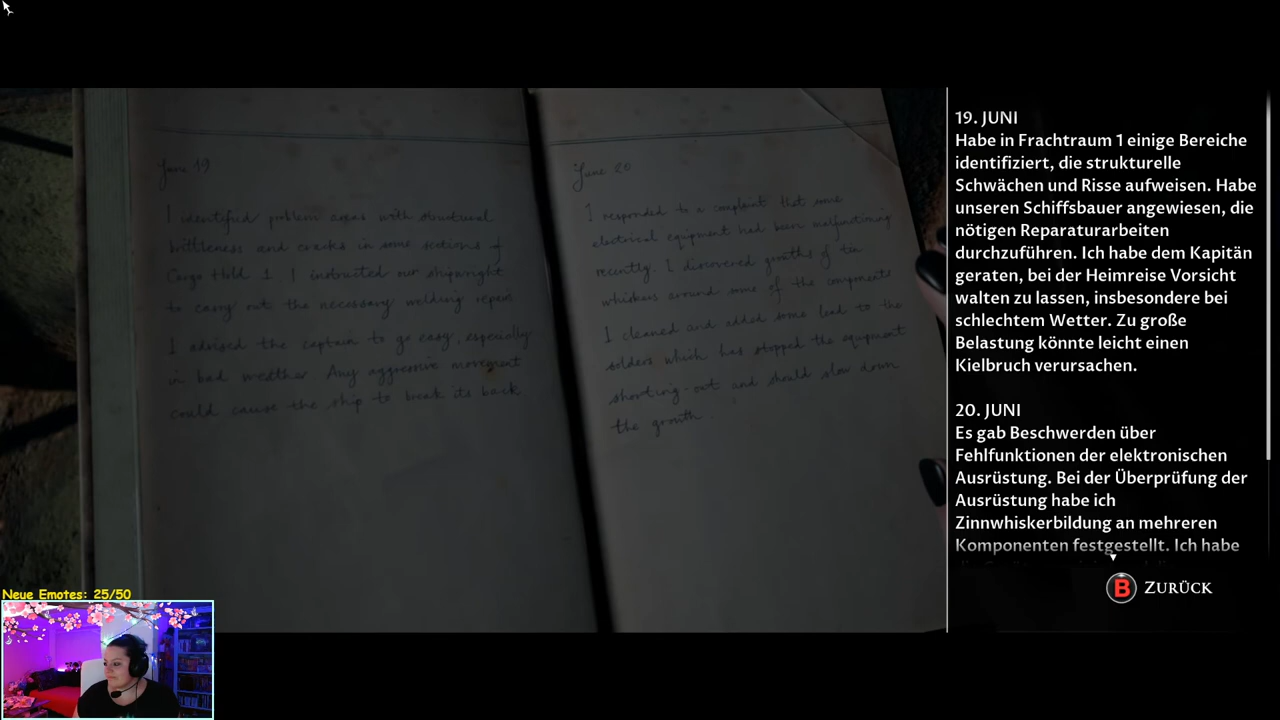 June 19
I identified problem areas with structural
brittleness and cracks in some sections of
Cargo Hold 1 I instructed our shipwright
to carry out the necessary welding repair
I advised the captain to go easy, especially
in bad weather Any aggressive movement
could cause the ship to break its back
June 20
I responded to a complaint that some
electrical equipment had been malfunctioning
recently. I discovered growths of tin
whiskers around some of the components
I cleaned and added some lead to the
solders which has stopped the equipment
shorting-out and should slow down
the growth
19. JUNI
Habe in Frachtraum 1 einige Bereiche
identifiziert, die strukturelle
Schwächen und Risse aufweisen. Habe
unseren Schiffsbauer angewiesen, die
nötigen Reparaturarbeiten
durchzuführen. Ich habe dem Kapitän
geraten, bei der Heimreise Vorsicht
walten zu lassen, insbesondere bei
schlechtem Wetter. Zu große
Belastung könnte leicht einen
Kielbruch verursachen.
20. JUNI
Es gab Beschwerden über
Fehlfunktionen der elektronischen
Ausrüstung. Bei der Überprüfung der
Ausrüstung habe ich
Zinnwhiskerbildung an mehreren
Komponenten festgestellt. Ich habe
B ZURÜCK
Neue Emotes: 25/50